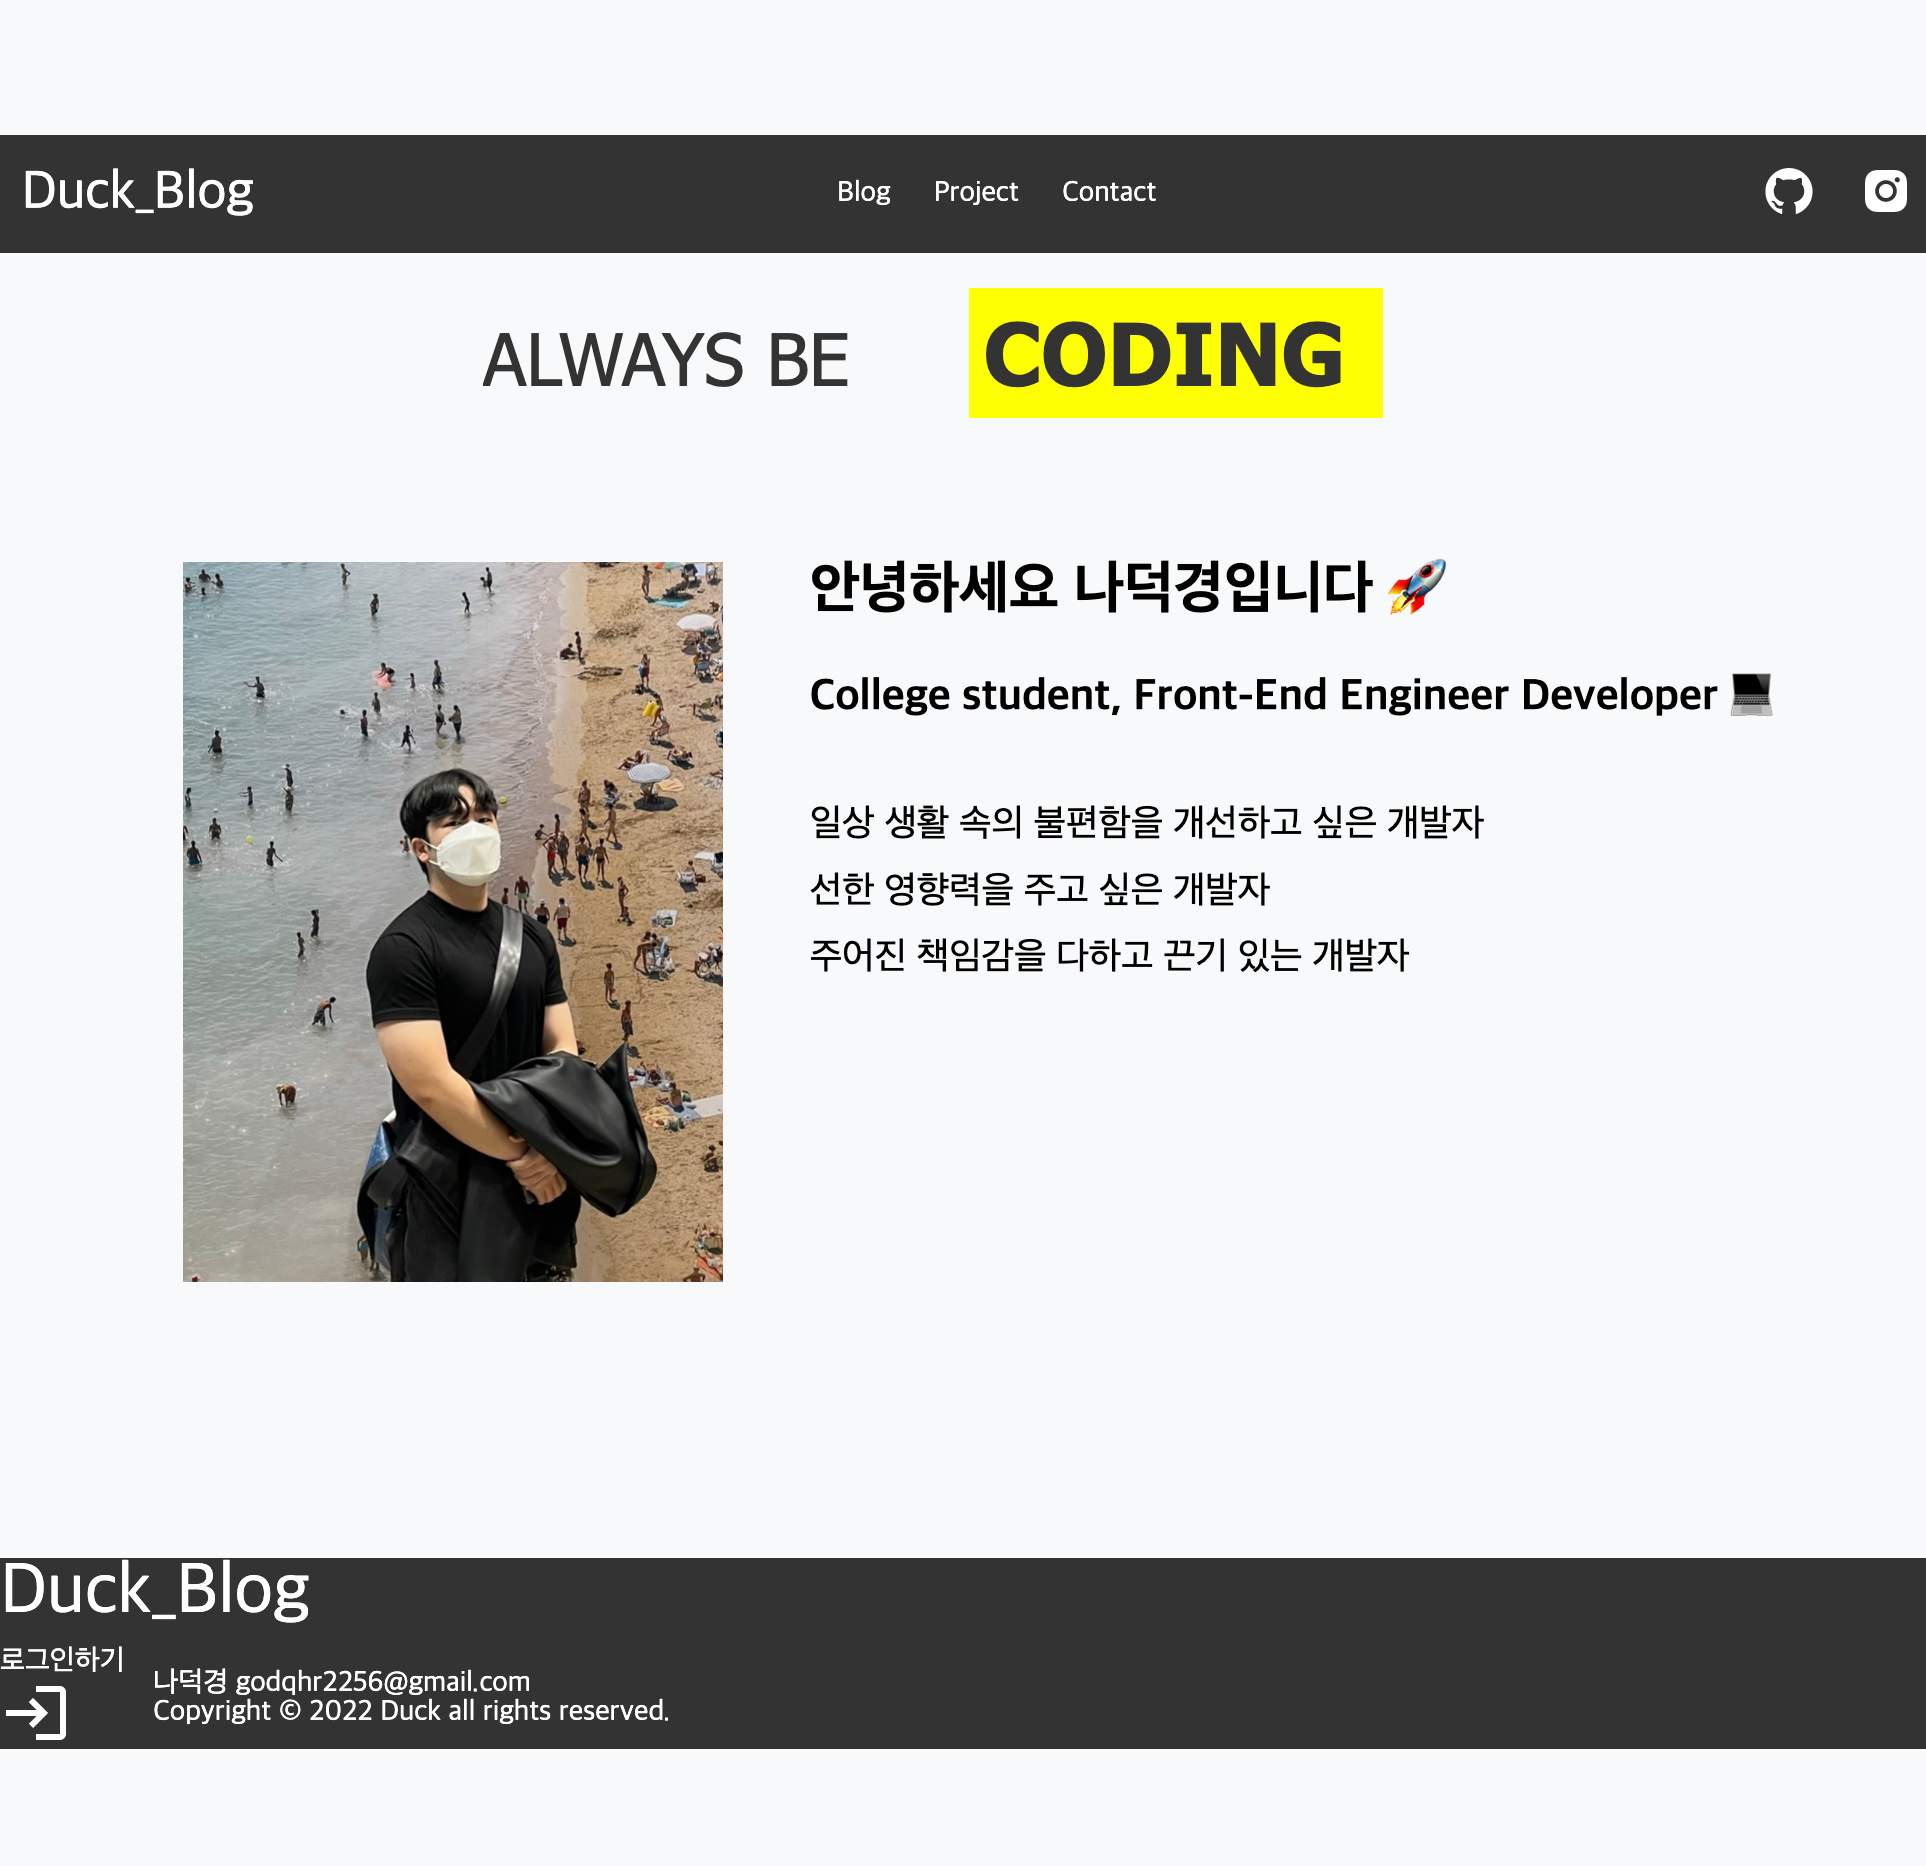 Duck_Blog
Blog Project Contact
ALWAYS BE CODING
안녕하세요 나덕경입니다 🚀
College student, Front-End Engineer Developer 💻
일상 생활 속의 불편함을 개선하고 싶은 개발자
선한 영향력을 주고 싶은 개발자
주어진 책임감을 다하고 끈기 있는 개발자
Duck_Blog
로그인하기
나덕경 godqhr2256@gmail.com
Copyright © 2022 Duck all rights reserved.